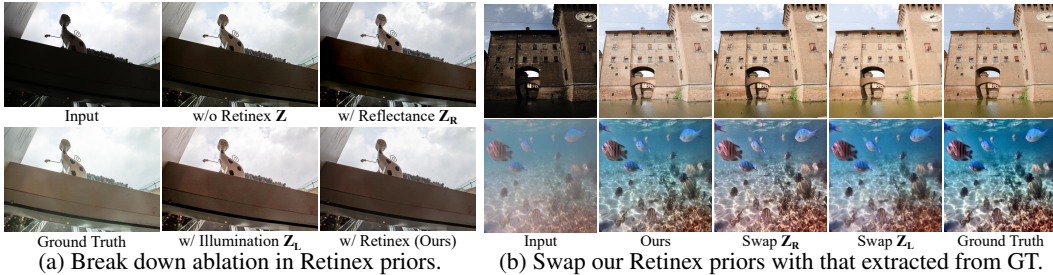 Input w/o Retinex Z w/ Reflectance Z_R
Ground Truth w/ Illumination Z_L w/ Retinex (Ours)
(a) Break down ablation in Retinex priors.
Input Ours Swap Z_R Swap Z_L Ground Truth
(b) Swap our Retinex priors with that extracted from GT.